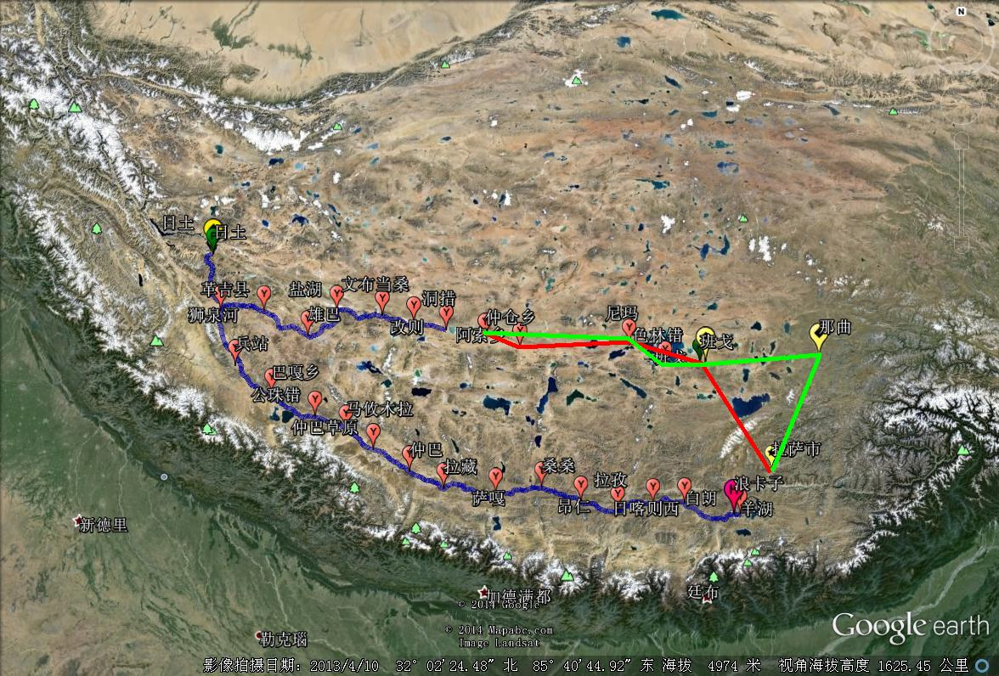 N
日土
日土
革吉县
盐湖
文布当桑
洞措
狮泉河
雄巴
改则
仲仓乡
阿索乡
尼玛
色林错
班戈
那曲
兵站
巴嘎乡
公珠错
马攸木拉
仲巴草原
仲巴
拉藏
桑桑
萨嘎
昂仁
拉孜
日喀则西
白朗
浪卡子
羊湖
拉萨市
新德里
加德满都
廷布
勒克瑙
© 2014 Google
© 2014 Mapabc.com
Image Landsat
Google earth
影像拍摄日期: 2013/4/10 32° 02'24.48" 北 85° 40'44.92" 东 海拔 4974 米 视角海拔高度 1625.45 公里